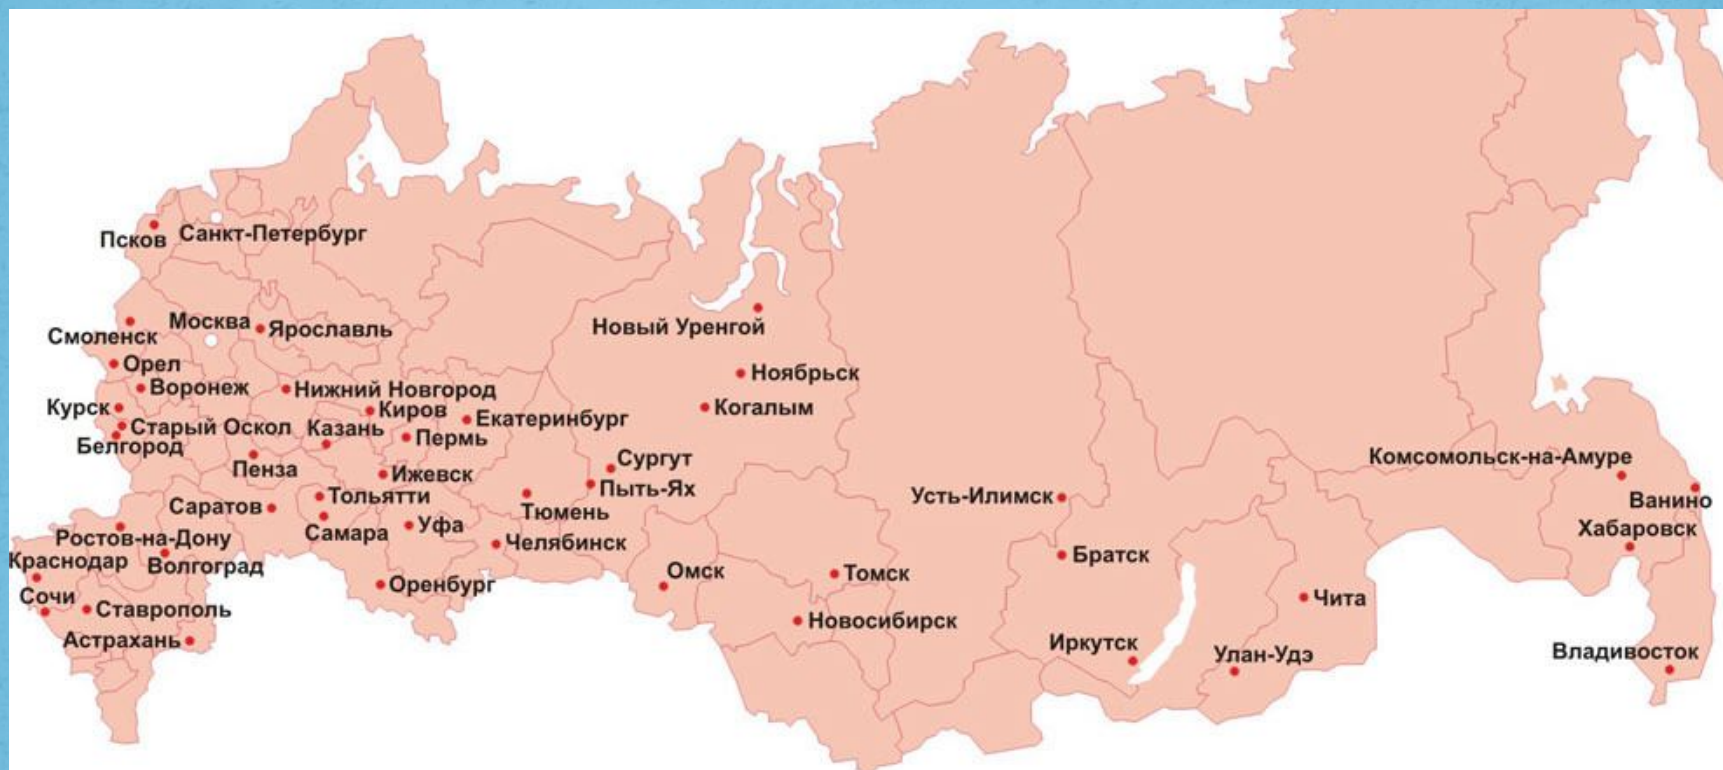 Псков
Санкт-Петербург
Москва
Ярославль
Смоленск
Орел
Воронеж
Нижний Новгород
Курск
Киров
Екатеринбург
Старый Оскол
Казань
Пермь
Белгород
Пенза
Ижевск
Тольятти
Саратов
Самара
Уфа
Ростов-на-Дону
Краснодар
Волгоград
Челябинск
Сочи
Оренбург
Ставрополь
Астрахань
Новый Уренгой
Ноябрьск
Когалым
Сургут
Пыть-Ях
Тюмень
Омск
Томск
Новосибирск
Усть-Илимск
Братск
Иркутск
Улан-Удэ
Чита
Комсомольск-на-Амуре
Ванино
Хабаровск
Владивосток